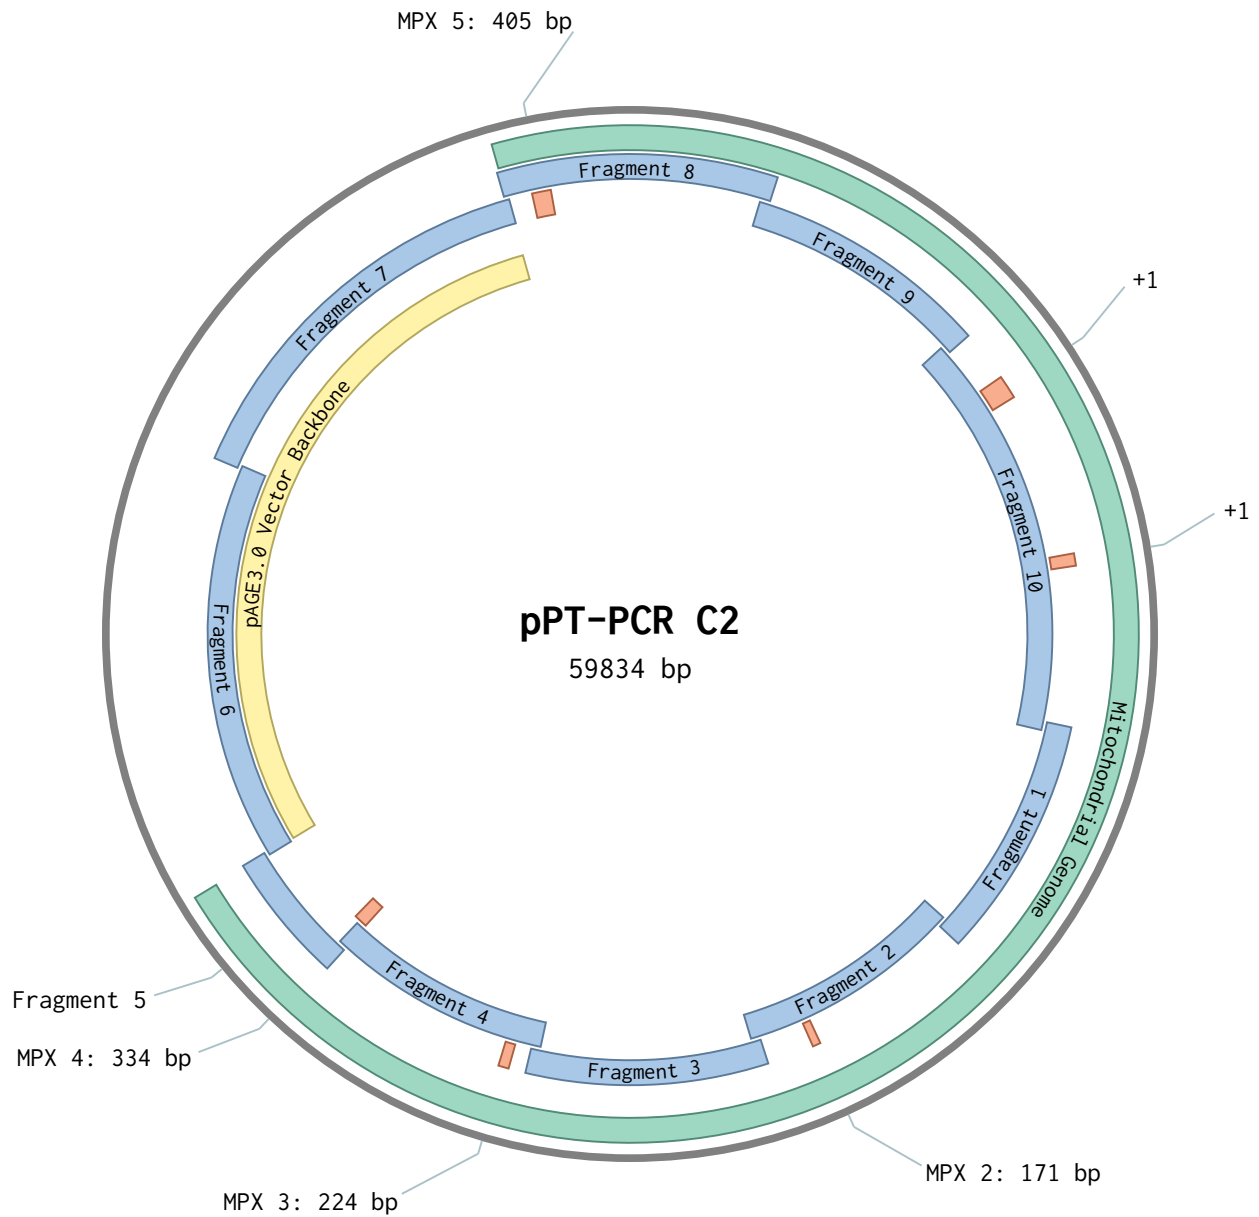 MPX 5: 405 bp
Fragment 8
Fragment 9
Fragment 7
+1
pAGE3.0 Vector Backbone
Fragment 10
+1
pPT-PCR C2
59834 bp
Fragment 6
Mitochondrial Genome
Fragment 1
Fragment 2
Fragment 4
Fragment 5
MPX 4: 334 bp
Fragment 3
MPX 2: 171 bp
MPX 3: 224 bp